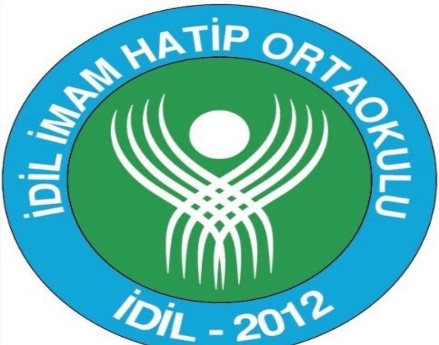 İDİL İMAM HATİP ORTAOKULU
İDİL - 2012